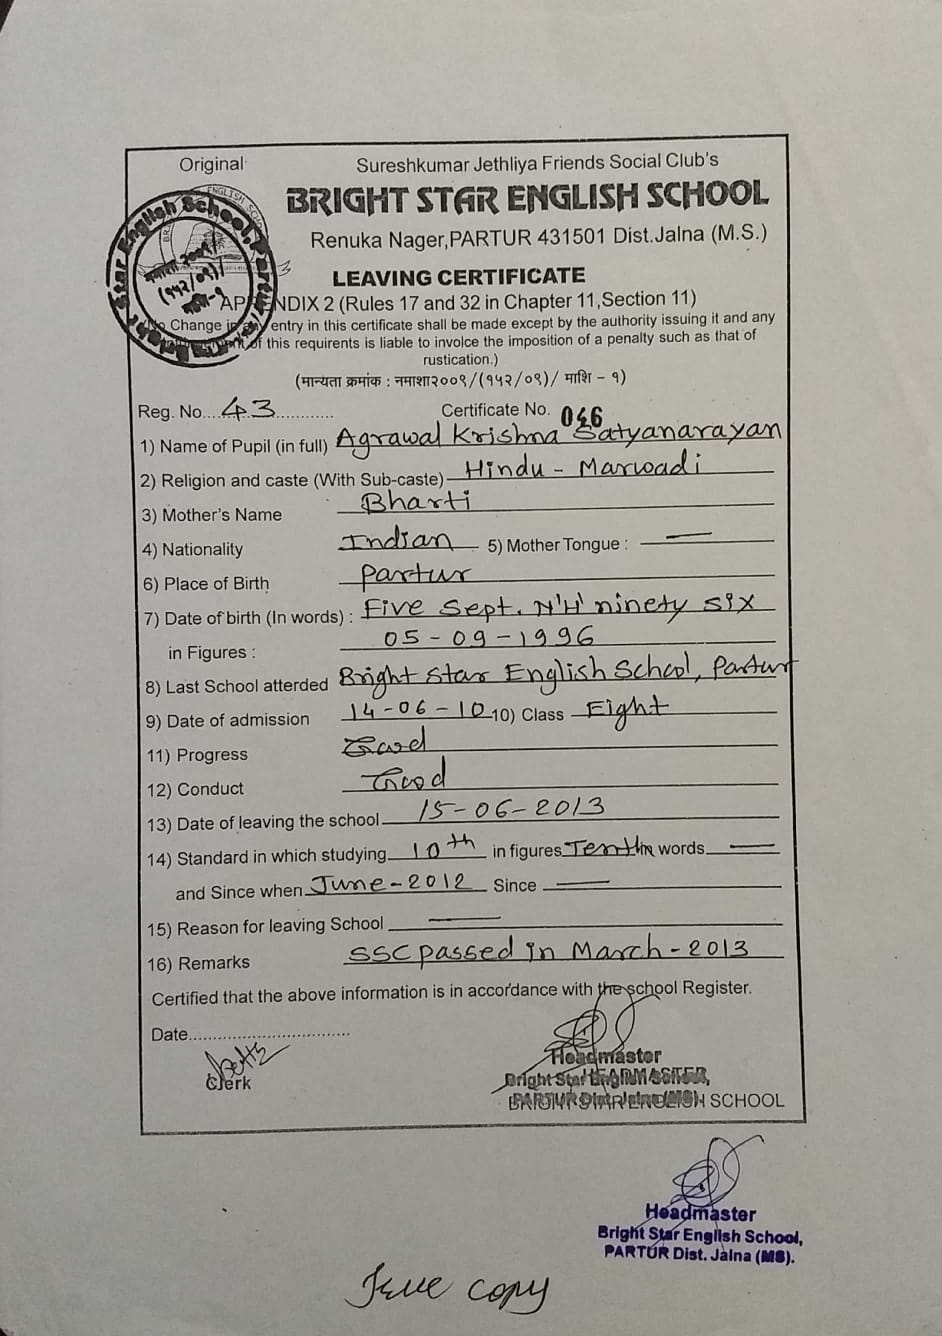 Original
Sureshkumar Jethliya Friends Social Club's
BRIGHT STAR ENGLISH SCHOOL
Renuka Nager,PARTUR 431501 Dist.Jalna (M.S.)
Bright Star English School, Partur
नमाशा २००९/
(१५२/०९)/
माशि-१
LEAVING CERTIFICATE
APPENDIX 2 (Rules 17 and 32 in Chapter 11,Section 11)
(No Change in any entry in this certificate shall be made except by the authority issuing it and any
of this requirents is liable to involce the imposition of a penalty such as that of
rustication.)
(मान्यता क्रमांक : नमाशा२००९/(१५२/०९)/ माशि - १)
Reg. No....43............ Certificate No. 046
1) Name of Pupil (in full) Agrawal Krishna Satyanarayan
2) Religion and caste (With Sub-caste) Hindu - Marwadi
3) Mother's Name Bharti
4) Nationality Indian 5) Mother Tongue : —
6) Place of Birth Partur
7) Date of birth (In words) : Five Sept. N'H' ninety six
in Figures : 05-09-1996
8) Last School atterded Bright Star English School, Partur
9) Date of admission 14-06-10 10) Class Eight
11) Progress Good
12) Conduct Good
13) Date of leaving the school 15-06-2013
14) Standard in which studying 10th in figures Tenth in words —
and Since when June-2012 Since —
15) Reason for leaving School —
16) Remarks SSC passed in March-2013
Certified that the above information is in accordance with the school Register.
Date................................
Clerk
Headmaster
Bright Star
PARTUR SCHOOL
Headmaster
Bright Star English School,
PARTUR Dist. Jalna (MS).
True copy